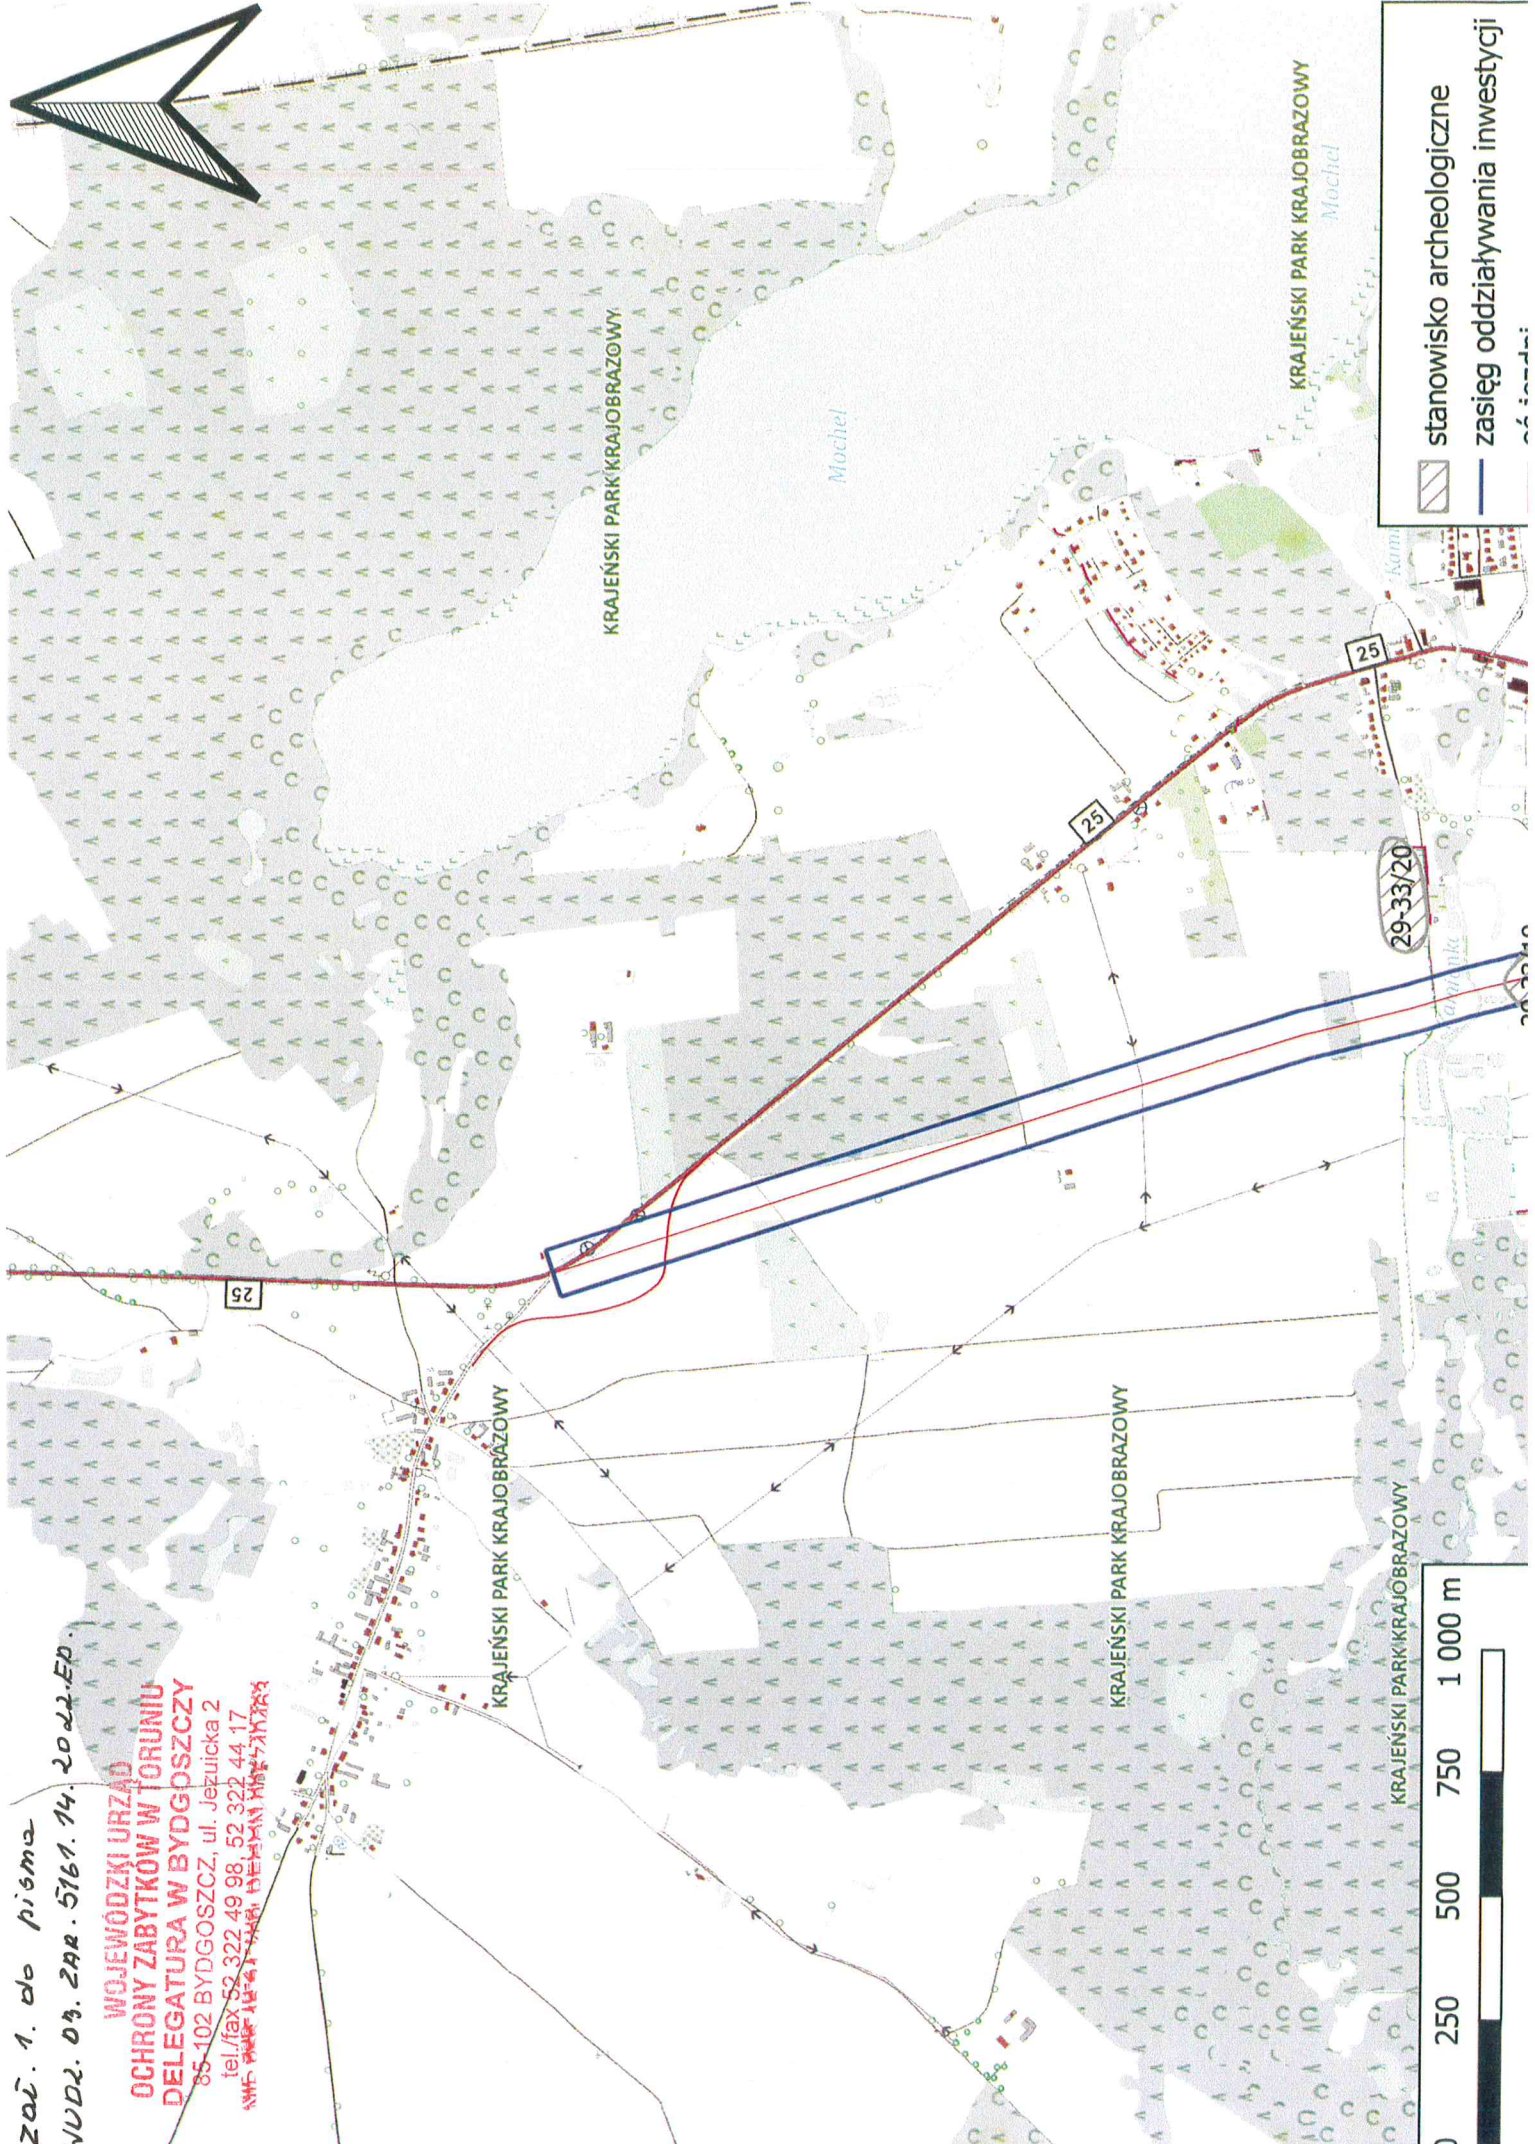 zał. 1. do pisma
WUOZ. DB. ZAR. 5161. 14. 2022.ED.
WOJEWÓDZKI URZĄD
OCHRONY ZABYTKÓW W TORUNIU
DELEGATURA W BYDGOSZCZY
85-102 BYDGOSZCZ, ul. Jezuicka 2
tel./fax 52 322 49 98, 52 322 44 17
25
KRAJEŃSKI PARK KRAJOBRAZOWY
Mochel
KRAJEŃSKI PARK KRAJOBRAZOWY
KRAJEŃSKI PARK KRAJOBRAZOWY
Mochel
25
25
29-33/20
KRAJEŃSKI PARK KRAJOBRAZOWY
KRAJEŃSKI PARK KRAJOBRAZOWY
stanowisko archeologiczne
zasięg oddziaływania inwestycji
250 500 750 1 000 m